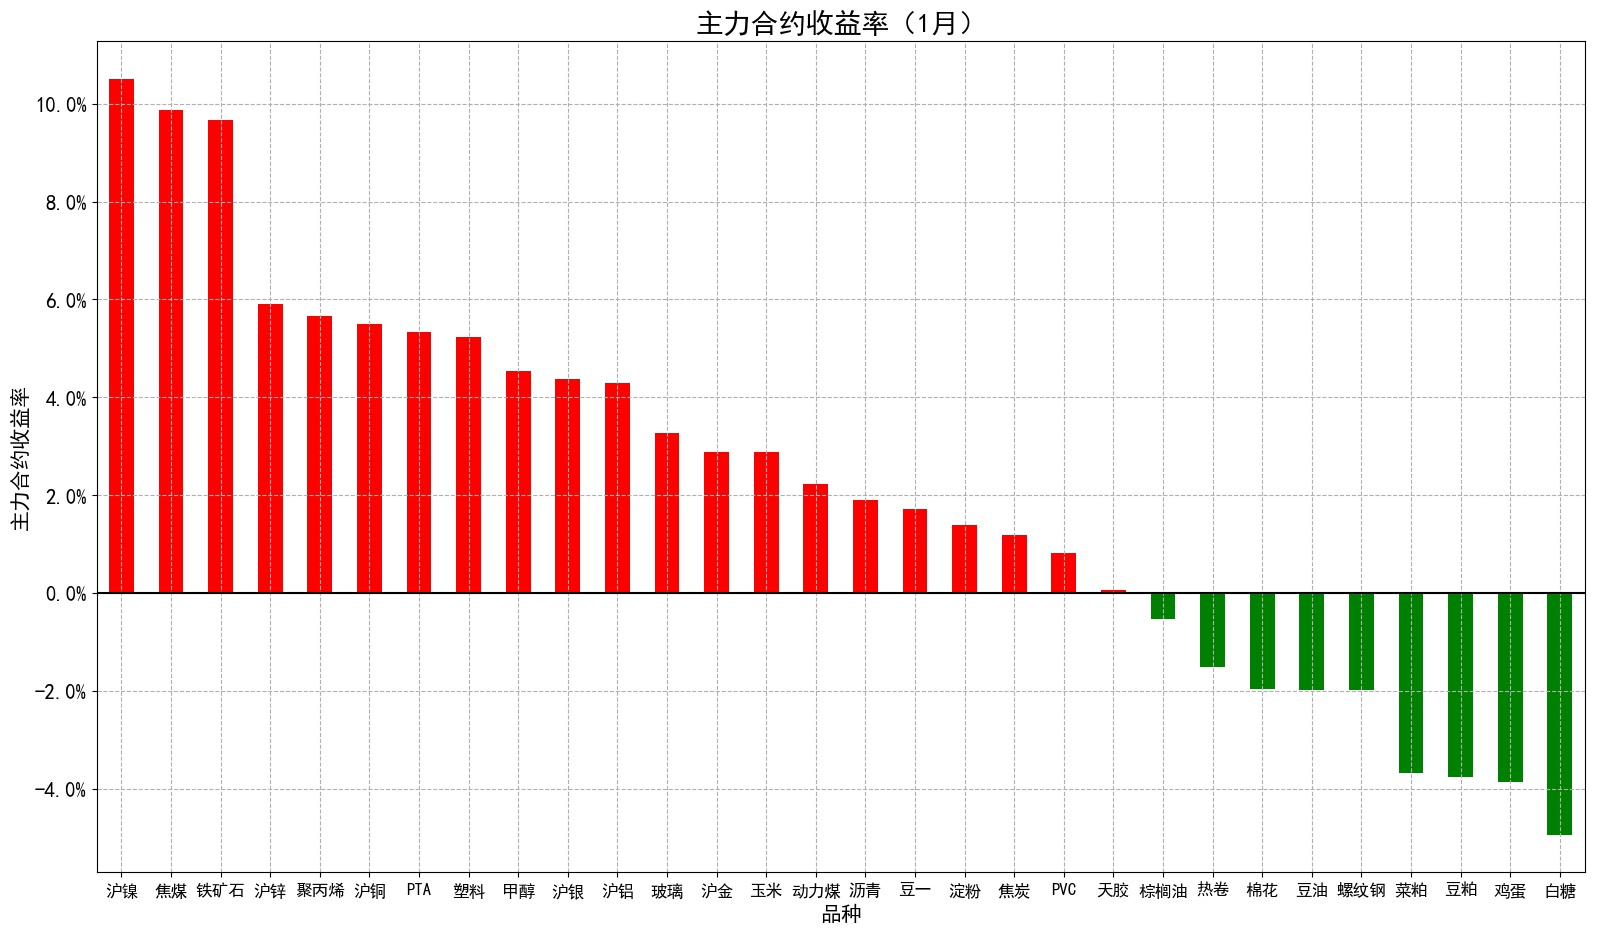 主力合约收益率（1月）
主力合约收益率
10.0%
8.0%
6.0%
4.0%
2.0%
0.0%
-2.0%
-4.0%
沪镍 焦煤 铁矿石 沪锌 聚丙烯 沪铜 PTA 塑料 甲醇 沪银 沪铝 玻璃 沪金 玉米 动力煤 沥青 豆一 淀粉 焦炭 PVC 天胶 棕榈油 热卷 棉花 豆油 螺纹钢 菜粕 豆粕 鸡蛋 白糖
品种